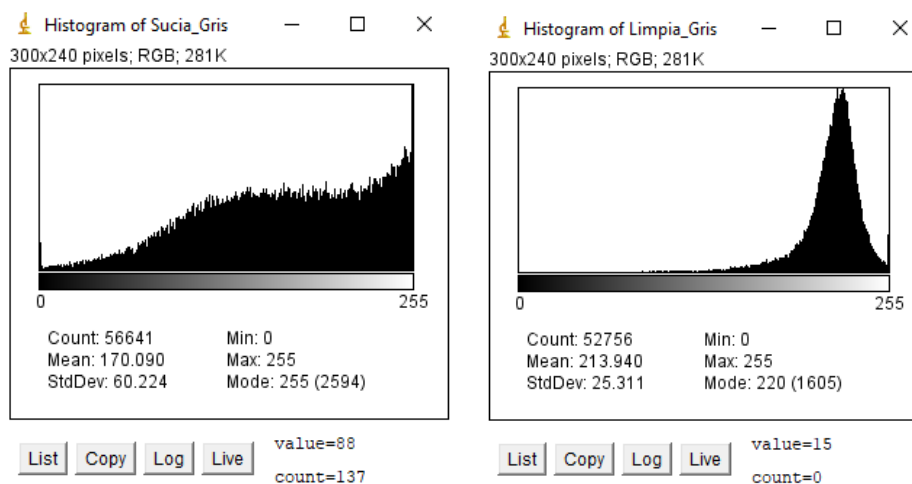 Histogram of Sucia_Gris
300x240 pixels; RGB; 281K
0 255
Count: 56641 Min: 0
Mean: 170.090 Max: 255
StdDev: 60.224 Mode: 255 (2594)
List Copy Log Live
value=88
count=137
Histogram of Limpia_Gris
300x240 pixels; RGB; 281K
0 255
Count: 52756 Min: 0
Mean: 213.940 Max: 255
StdDev: 25.311 Mode: 220 (1605)
List Copy Log Live
value=15
count=0